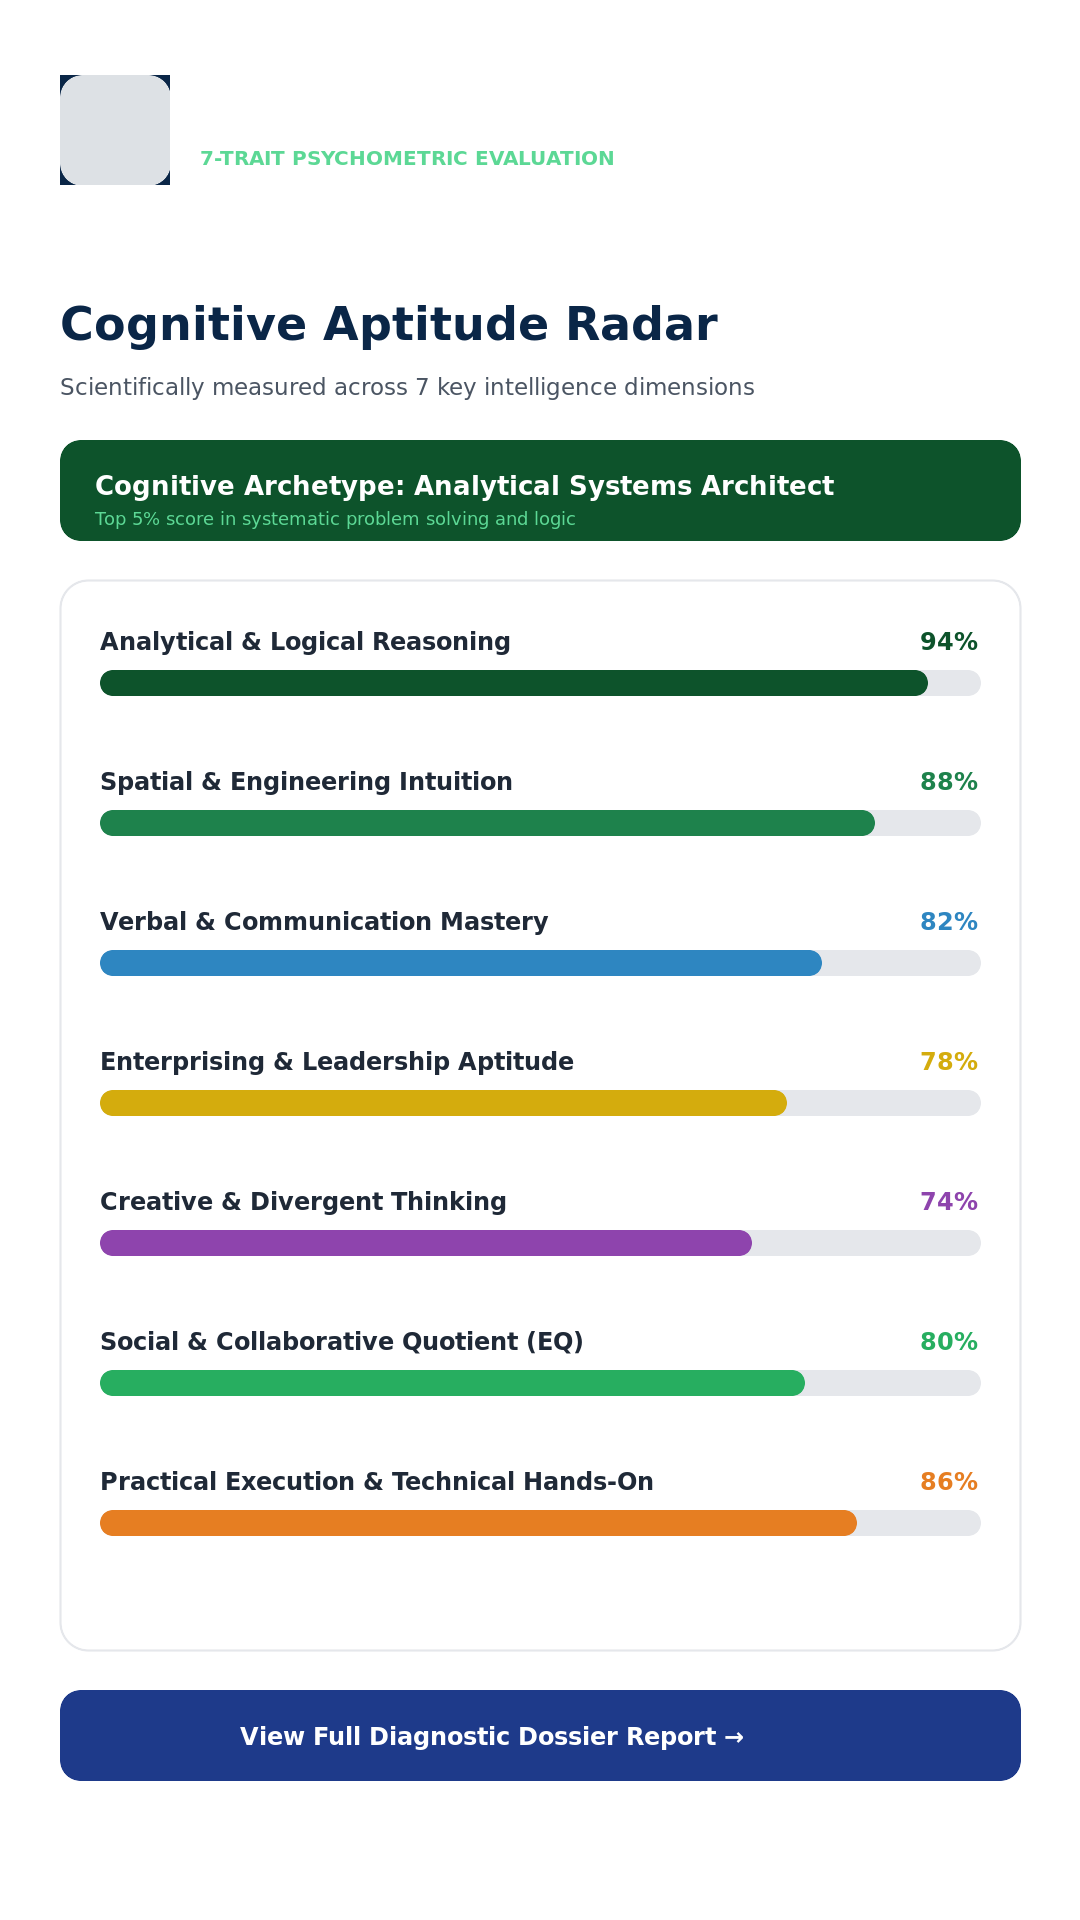 7-TRAIT PSYCHOMETRIC EVALUATION
Cognitive Aptitude Radar
Scientifically measured across 7 key intelligence dimensions
Cognitive Archetype: Analytical Systems Architect
Top 5% score in systematic problem solving and logic
Analytical & Logical Reasoning 94%
Spatial & Engineering Intuition 88%
Verbal & Communication Mastery 82%
Enterprising & Leadership Aptitude 78%
Creative & Divergent Thinking 74%
Social & Collaborative Quotient (EQ) 80%
Practical Execution & Technical Hands-On 86%
View Full Diagnostic Dossier Report →